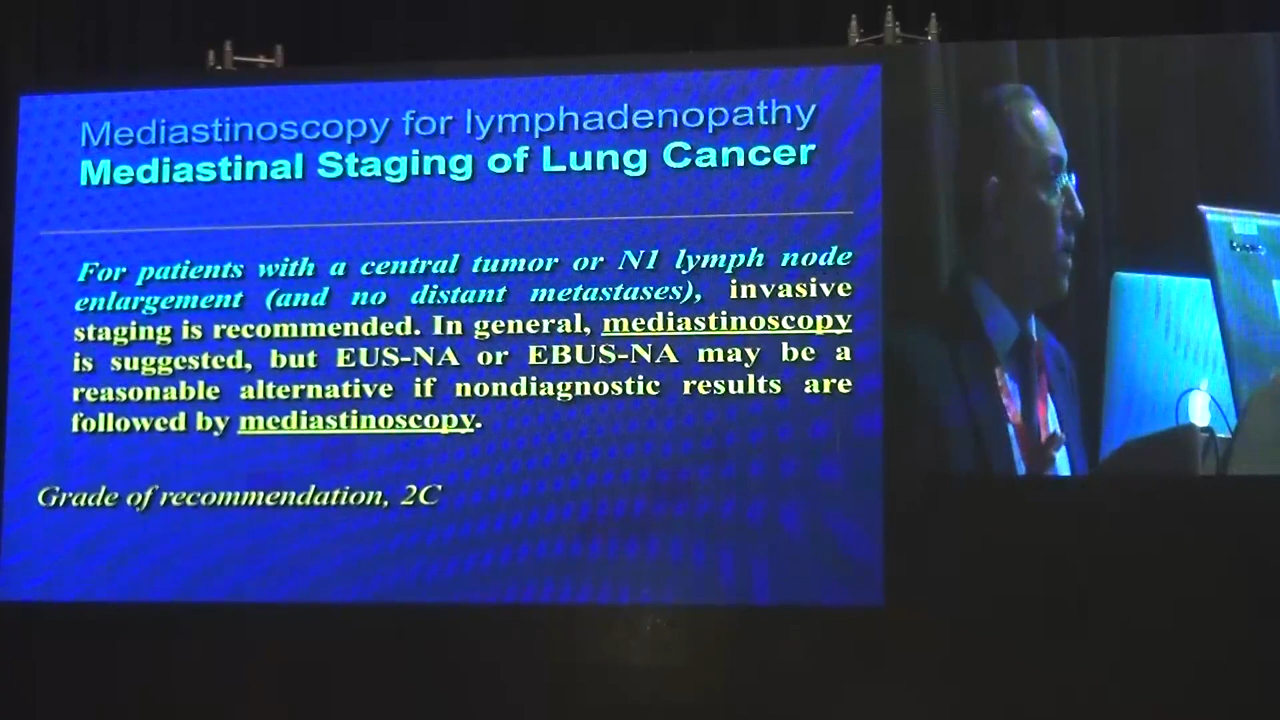 Mediastinoscopy for lymphadenopathy
Mediastinal Staging of Lung Cancer
For patients with a central tumor or N1 lymph node
enlargement (and no distant metastases), invasive
staging is recommended. In general, mediastinoscopy
is suggested, but EUS-NA or EBUS-NA may be a
reasonable alternative if nondiagnostic results are
followed by mediastinoscopy.
Grade of recommendation, 2C